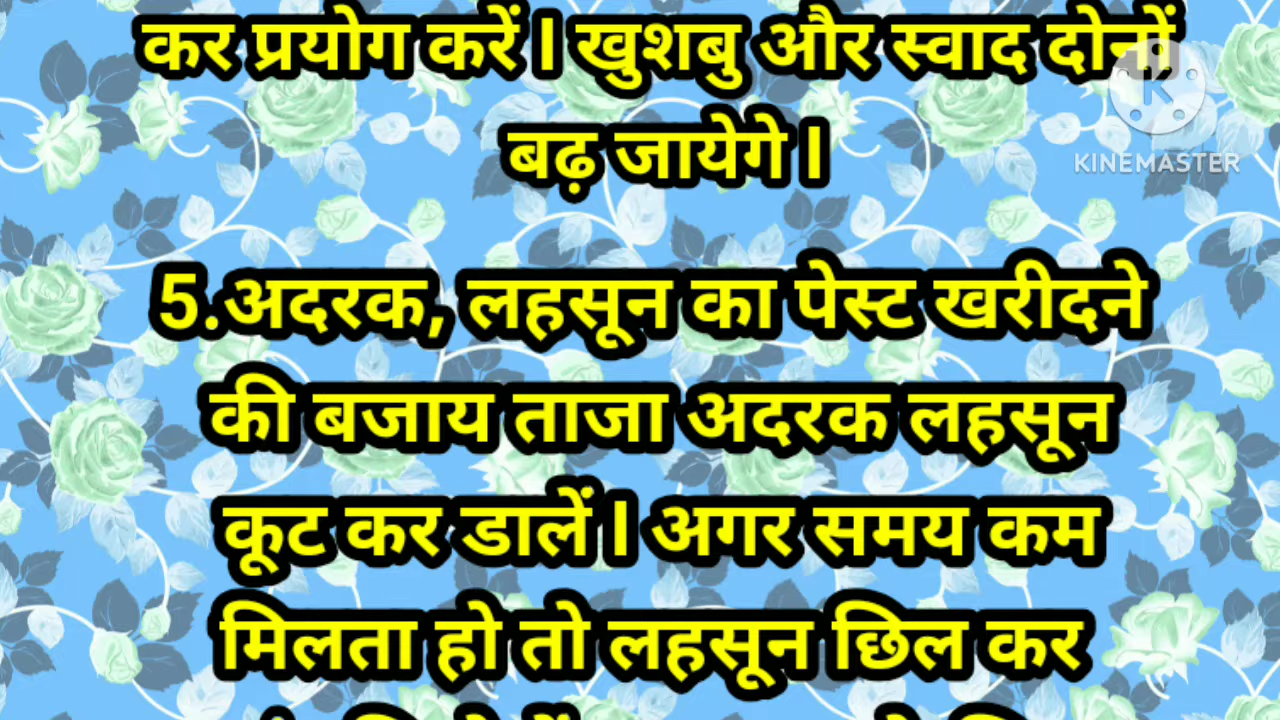 कर प्रयोग करें l खुशबु और स्वाद दोनों
KINEMASTER
बढ़ जायेगे l
5.अदरक, लहसून का पेस्ट खरीदने
की बजाय ताजा अदरक लहसून
कूट कर डालें l अगर समय कम
मिलता हो तो लहसून छिल कर